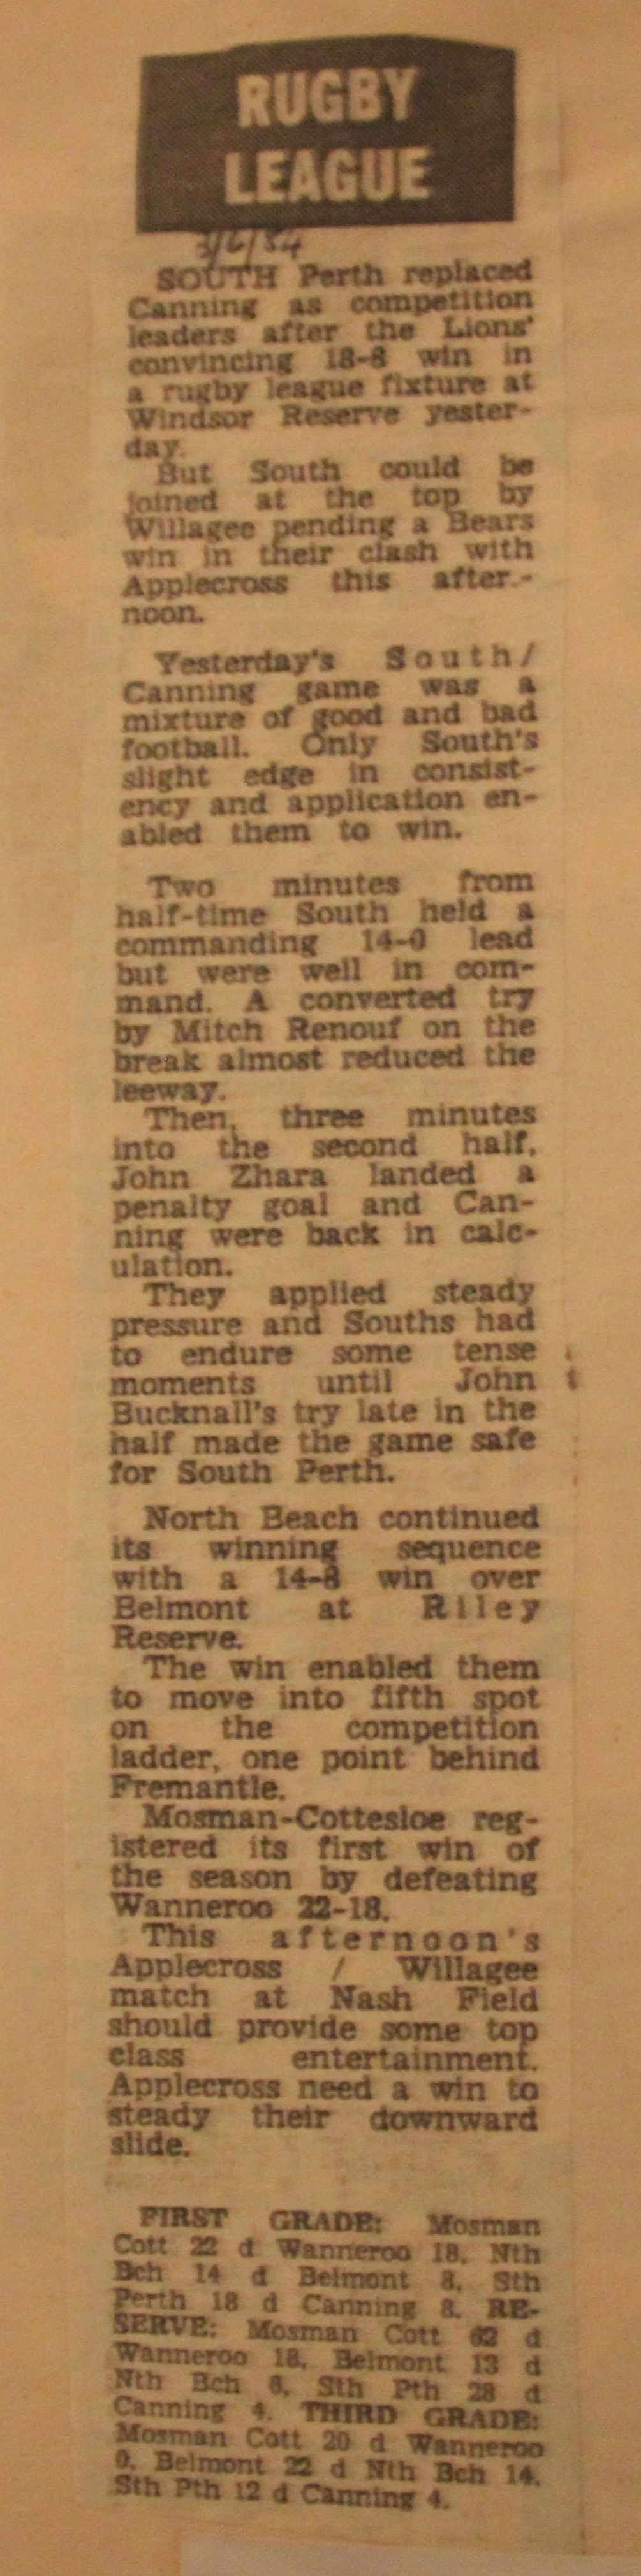 RUGBY
LEAGUE
3/6/84
SOUTH Perth replaced
Canning as competition
leaders after the Lions'
convincing 18-8 win in
a rugby league fixture at
Windsor Reserve yester-
day.
But South could be
joined at the top by
Willagee pending a Bears
win in their clash with
Applecross this after-
noon.
Yesterday's South/
Canning game was a
mixture of good and bad
football. Only South's
slight edge in consist-
ency and application en-
abled them to win.
Two minutes from
half-time South held a
commanding 14-0 lead
but were well in com-
mand. A converted try
by Mitch Renouf on the
break almost reduced the
leeway.
Then, three minutes
into the second half,
John Zhara landed a
penalty goal and Can-
ning were back in calc-
ulation.
They applied steady
pressure and Souths had
to endure some tense
moments until John
Bucknall's try late in the
half made the game safe
for South Perth.
North Beach continued
its winning sequence
with a 14-8 win over
Belmont at Riley
Reserve.
The win enabled them
to move into fifth spot
on the competition
ladder, one point behind
Fremantle.
Mosman-Cottesloe reg-
istered its first win of
the season by defeating
Wanneroo 22-18.
This afternoon's
Applecross / Willagee
match at Nash Field
should provide some top
class entertainment.
Applecross need a win to
steady their downward
slide.
FIRST GRADE: Mosman
Cott 22 d Wanneroo 18, Nth
Bch 14 d Belmont 8, Sth
Perth 18 d Canning 8. RE-
SERVE: Mosman Cott 62 d
Wanneroo 18, Belmont 13 d
Nth Bch 6, Sth Pth 28 d
Canning 4. THIRD GRADE:
Mosman Cott 20 d Wanneroo
0, Belmont 22 d Nth Bch 14,
Sth Pth 12 d Canning 4.